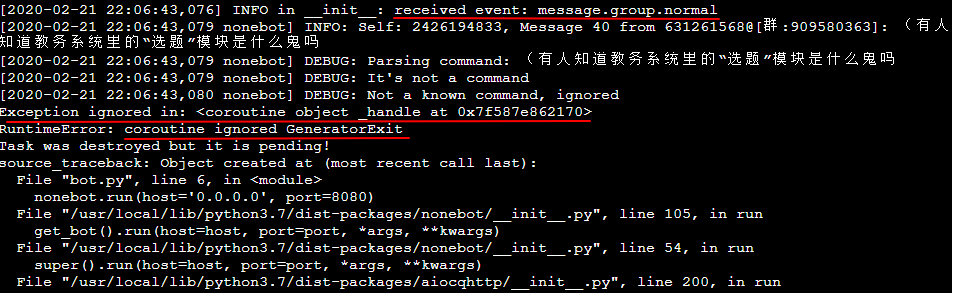 [2020-02-21 22:06:43,076] INFO in __init__: received event: message.group.normal
[2020-02-21 22:06:43,079 nonebot] INFO: Self: 2426194833, Message 40 from 631261568@[群:909580363]: （有人
知道教务系统里的“选题”模块是什么鬼吗
[2020-02-21 22:06:43,079 nonebot] DEBUG: Parsing command: （有人知道教务系统里的“选题”模块是什么鬼吗
[2020-02-21 22:06:43,079 nonebot] DEBUG: It's not a command
[2020-02-21 22:06:43,080 nonebot] DEBUG: Not a known command, ignored
Exception ignored in: <coroutine object _handle at 0x7f587e862170>
RuntimeError: coroutine ignored GeneratorExit
Task was destroyed but it is pending!
source_traceback: Object created at (most recent call last):
  File "bot.py", line 6, in <module>
    nonebot.run(host='0.0.0.0', port=8080)
  File "/usr/local/lib/python3.7/dist-packages/nonebot/__init__.py", line 105, in run
    get_bot().run(host=host, port=port, *args, **kwargs)
  File "/usr/local/lib/python3.7/dist-packages/nonebot/__init__.py", line 54, in run
    super().run(host=host, port=port, *args, **kwargs)
  File "/usr/local/lib/python3.7/dist-packages/aiocqhttp/__init__.py", line 200, in run